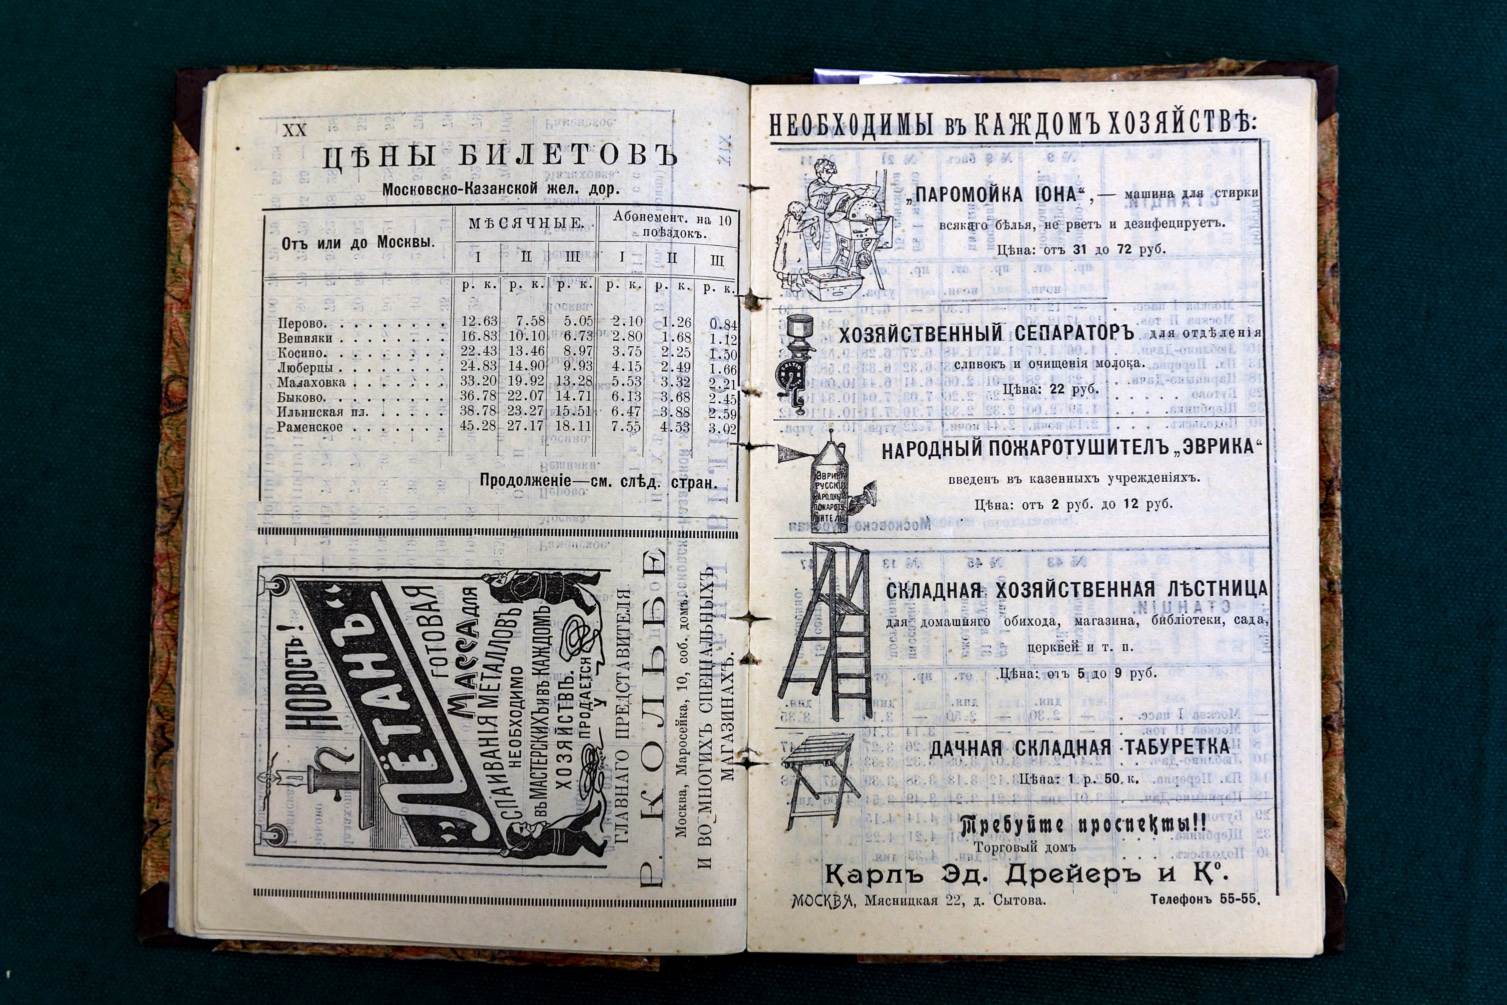 XX
ЦѢНЫ БИЛЕТОВЪ
Московско-Казанской жел. дор.
Отъ или до Москвы.
МѢСЯЧНЫЕ.
Абонемент. на 10
поѣздокъ.
I II III I II III
р. к. р. к. р. к. р. к. р. к. р. к.
Перово. . . . . . . . . 12.63 7.58 5.05 2.10 1.26 0.84
Вешняки . . . . . . . . 16.83 10.10 6.73 2.80 1.68 1.12
Косино. . . . . . . . . 22.43 13.46 8.97 3.75 2.25 1.50
Люберцы . . . . . . . . 24.83 14.90 9.93 4.15 2.49 1.66
Малаховка . . . . . . . 33.20 19.92 13.28 5.53 3.32 2.21
Быково. . . . . . . . . 36.78 22.07 14.71 6.13 3.68 2.45
Ильинская пл. . . . . . 38.78 23.27 15.51 6.47 3.88 2.59
Раменское . . . . . . . 45.28 27.17 18.11 7.55 4.53 3.02
Продолженіе—см. слѣд. стран.
НОВОСТЬ!
„ЛЁТАНЪ“
ГОТОВАЯ
МАССА ДЛЯ
СПАИВАНІЯ МЕТАЛЛОВЪ
НЕОБХОДИМО
ВЪ МАСТЕРСКИХЪ И ВЪ КАЖДОМЪ
ХОЗЯЙСТВѢ.
ПРОДАЕТСЯ
У
ГЛАВНАГО ПРЕДСТАВИТЕЛЯ
Р. КОЛЬБЕ
Москва, Маросейка, 10, соб. домъ.
И ВО МНОГИХЪ СПЕЦІАЛЬНЫХЪ
МАГАЗИНАХЪ.
НЕОБХОДИМЫ въ КАЖДОМЪ ХОЗЯЙСТВѢ:
„ПАРОМОЙКА ІОНА“, — машина для стирки
всякаго бѣлья, не рветъ и дезифецируетъ.
Цѣна: отъ 31 до 72 руб.
ХОЗЯЙСТВЕННЫЙ СЕПАРАТОРЪ для отдѣленія
сливокъ и очищенія молока.
Цѣна: 22 руб.
НАРОДНЫЙ ПОЖАРОТУШИТЕЛЪ „ЭВРИКА“
введенъ въ казенныхъ учрежденіяхъ.
Цѣна: отъ 2 руб. до 12 руб.
ЭВРИКА
РУССКІЙ
НАРОДНЫЙ
ПОЖАРОТУ
ШИТЕЛЬ
СКЛАДНАЯ ХОЗЯЙСТВЕННАЯ ЛѢСТНИЦА
для домашняго обихода, магазина, библіотеки, сада,
церквей и т. п.
Цѣна: отъ 5 до 9 руб.
ДАЧНАЯ СКЛАДНАЯ ТАБУРЕТКА
Цѣна: 1 р. 50 к.
Требуйте проспекты!!
Торговый домъ
Карлъ Эд. Дрейеръ и Кº.
МОСКВА, Мясницкая 22, д. Сытова. Телефонъ 55-55.